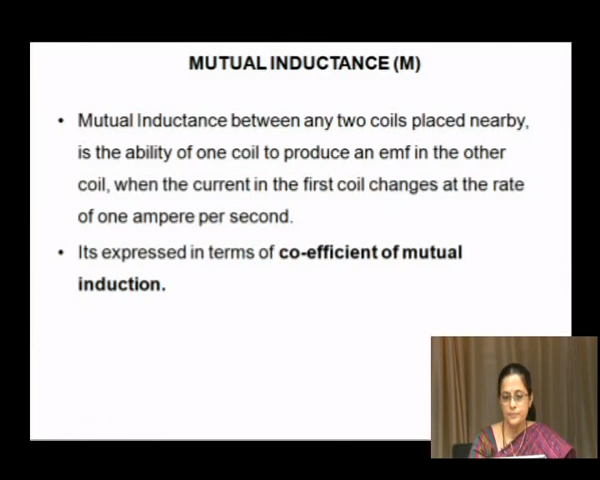 MUTUAL INDUCTANCE (M)
• Mutual Inductance between any two coils placed nearby,
is the ability of one coil to produce an emf in the other
coil, when the current in the first coil changes at the rate
of one ampere per second.
• Its expressed in terms of co-efficient of mutual
induction.